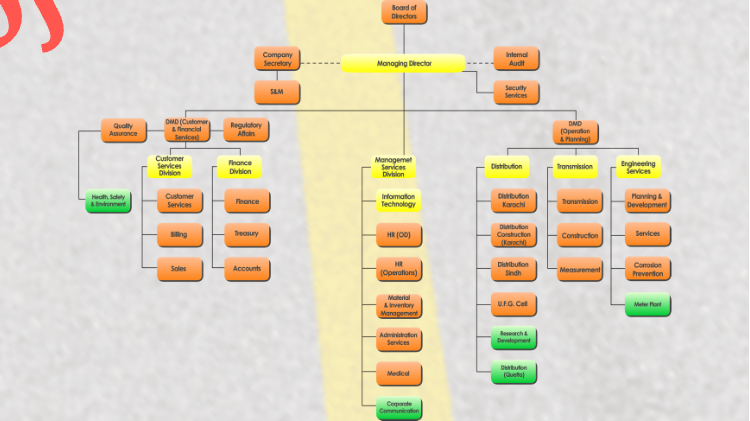 Board of
Directors
Company
Secretary
Managing Director
Internal
Audit
S&M
Security
Services
Quality
Assurance
DMD (Customer
& Financial
Services)
Regulatory
Affairs
DMD
(Operation
& Planning)
Customer
Services
Division
Finance
Division
Managemet
Services
Division
Distribution
Transmission
Engineering
Services
Health, Safety
& Environment
Customer
Services
Finance
Information
Technology
Distribution
Karachi
Transmission
Planning &
Development
Billing
Treasury
HR (OD)
Distribution
Construction
(Karachi)
Construction
Services
Sales
Accounts
HR
(Operations)
Distribution
Sindh
Measurement
Corrosion
Prevention
Material
& Inventory
Management
U.F.G. Cell
Meter Plant
Administration
Services
Research &
Development
Medical
Distribution
(Quetta)
Corporate
Communication